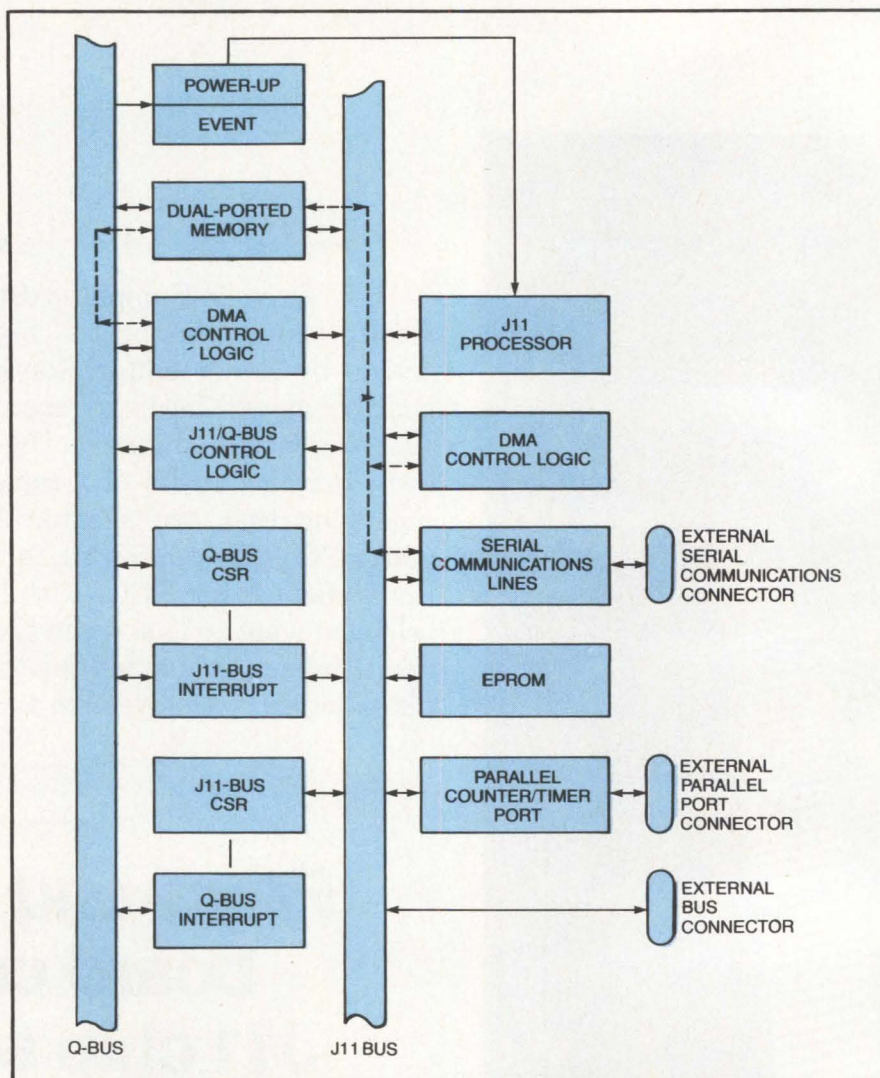 POWER-UP
EVENT
DUAL-PORTED
MEMORY
DMA
CONTROL
LOGIC
J11
PROCESSOR
J11/Q-BUS
CONTROL
LOGIC
DMA
CONTROL LOGIC
Q-BUS
CSR
SERIAL
COMMUNICATIONS
LINES
EXTERNAL
SERIAL
COMMUNICATIONS
CONNECTOR
J11-BUS
INTERRUPT
EPROM
J11-BUS
CSR
PARALLEL
COUNTER/TIMER
PORT
EXTERNAL
PARALLEL
PORT
CONNECTOR
Q-BUS
INTERRUPT
EXTERNAL
BUS
CONNECTOR
Q-BUS
J11 BUS